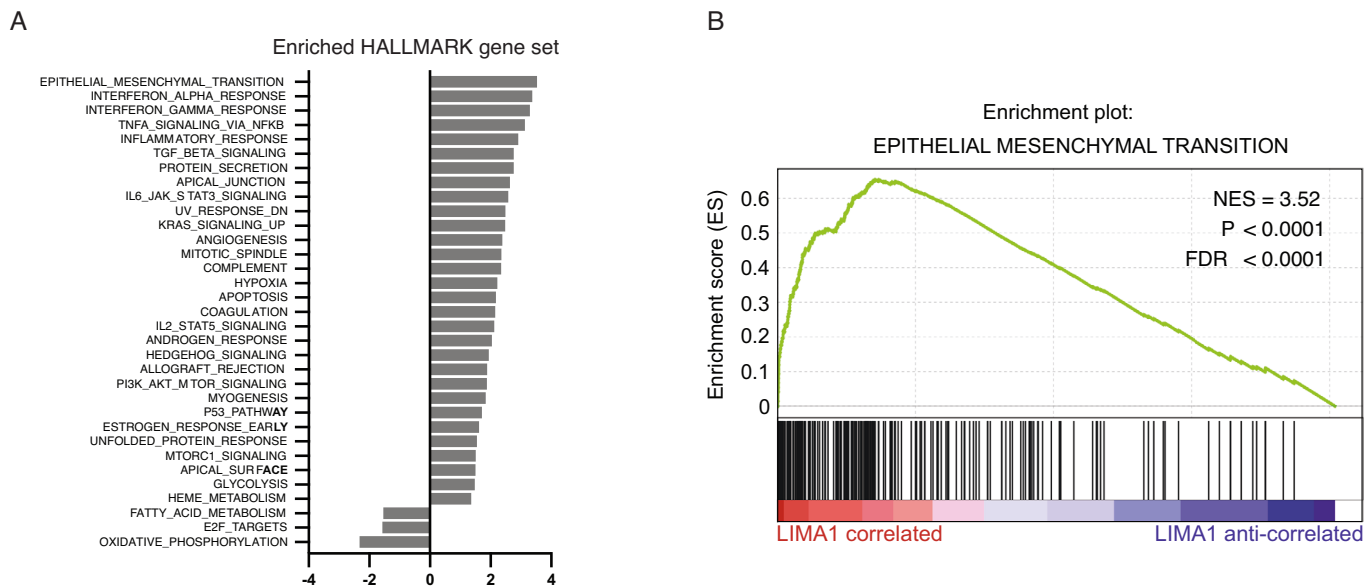 A
Enriched HALLMARK gene set
EPITHELIAL_MESENCHYMAL_TRANSITION
INTERFERON_ALPHA_RESPONSE
INTERFERON_GAMMA_RESPONSE
TNFA_SIGNALING_VIA_NFKB
INFLAMMATORY_RESPONSE
TGF_BETA_SIGNALING
PROTEIN_SECRETION
APICAL_JUNCTION
IL6_JAK_STAT3_SIGNALING
UV_RESPONSE_DN
KRAS_SIGNALING_UP
ANGIOGENESIS
MITOTIC_SPINDLE
COMPLEMENT
HYPOXIA
APOPTOSIS
COAGULATION
IL2_STAT5_SIGNALING
ANDROGEN_RESPONSE
HEDGEHOG_SIGNALING
ALLOGRAFT_REJECTION
PI3K_AKT_MTOR_SIGNALING
MYOGENESIS
P53_PATHWAY
ESTROGEN_RESPONSE_EARLY
UNFOLDED_PROTEIN_RESPONSE
MTORC1_SIGNALING
APICAL_SURFACE
GLYCOLYSIS
HEME_METABOLISM
FATTY_ACID_METABOLISM
E2F_TARGETS
OXIDATIVE_PHOSPHORYLATION
-4 -2 0 2 4
B
Enrichment plot:
EPITHELIAL MESENCHYMAL TRANSITION
Enrichment score (ES)
0.6
0.5
0.4
0.3
0.2
0.1
0
NES = 3.52
P < 0.0001
FDR < 0.0001
LIMA1 correlated
LIMA1 anti-correlated